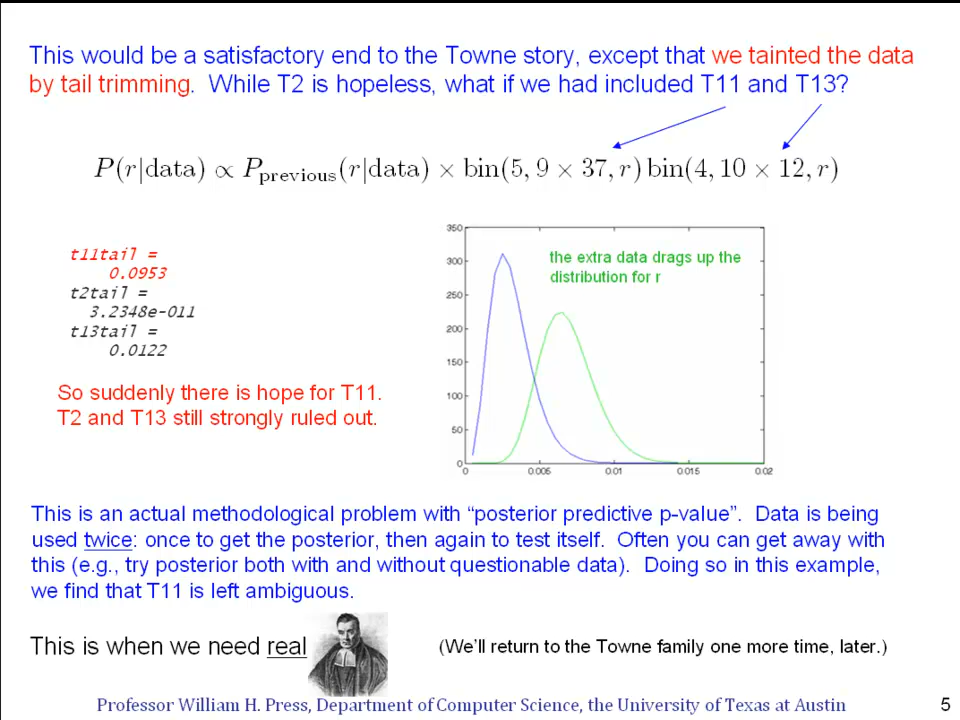 This would be a satisfactory end to the Towne story, except that we tainted the data
by tail trimming. While T2 is hopeless, what if we had included T11 and T13?
P(r|data) ∝ P_previous(r|data) × bin(5, 9 × 37, r) bin(4, 10 × 12, r)
t11tail =
0.0953
t2tail =
3.2348e-011
t13tail =
0.0122
So suddenly there is hope for T11.
T2 and T13 still strongly ruled out.
350
300
250
200
150
100
50
0
0 0.005 0.01 0.015 0.02
the extra data drags up the
distribution for r
This is an actual methodological problem with “posterior predictive p-value”. Data is being
used twice: once to get the posterior, then again to test itself. Often you can get away with
this (e.g., try posterior both with and without questionable data). Doing so in this example,
we find that T11 is left ambiguous.
This is when we need real
(We’ll return to the Towne family one more time, later.)
Professor William H. Press, Department of Computer Science, the University of Texas at Austin
5